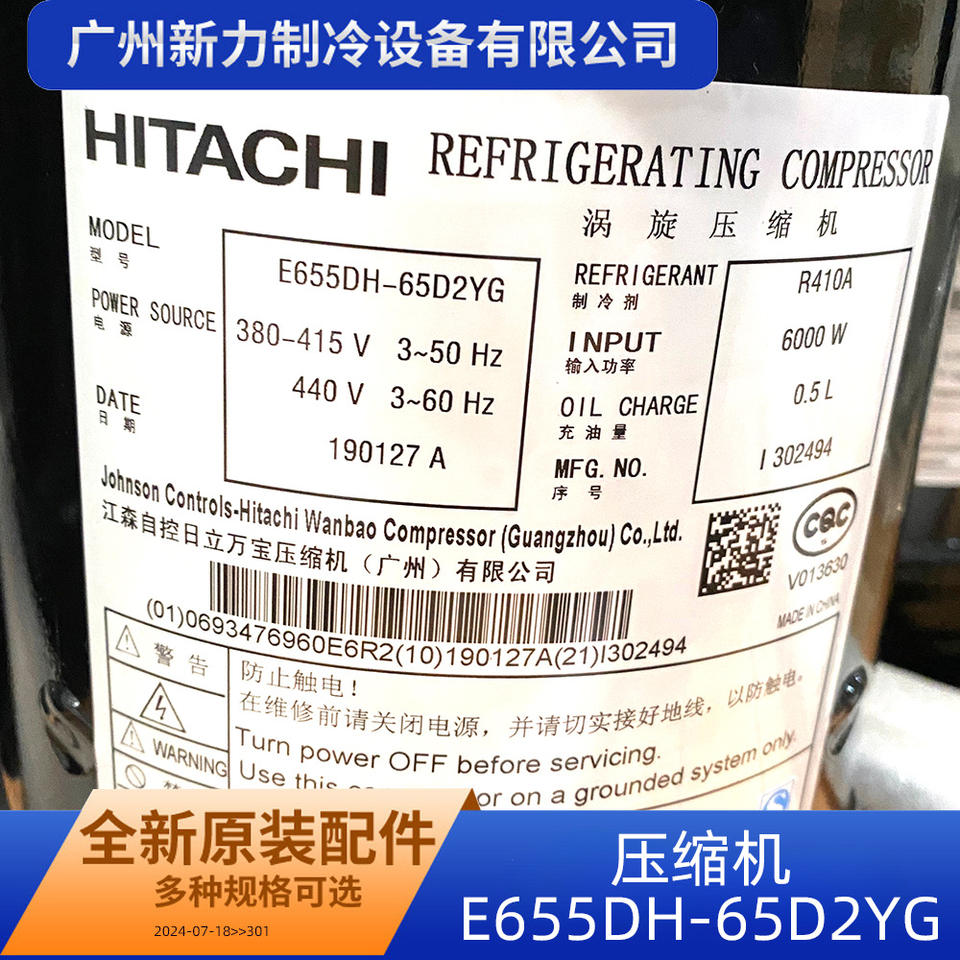 广州新力制冷设备有限公司
HITACHI REFRIGERATING COMPRESSOR
涡旋压缩机
MODEL
型号
E655DH-65D2YG
POWER SOURCE
电源
380-415 V 3~50 Hz
440 V 3~60 Hz
DATE
日期
190127 A
REFRIGERANT
制冷剂
R410A
INPUT
输入功率
6000 W
OIL CHARGE
充油量
0.5 L
MFG. NO.
序号
I 302494
Johnson Controls-Hitachi Wanbao Compressor (Guangzhou) Co.,Ltd.
江森自控日立万宝压缩机（广州）有限公司
CQC
V013630
MADE IN CHINA
(01)0693476960E6R2(10)190127A(21)I302494
警告
防止触电！
在维修前请关闭电源，并请切实接好地线，以防触电。
WARNING
Turn power OFF before servicing.
Use this or on a grounded system only.
全新原装配件
多种规格可选
2024-07-18>>301
压缩机
E655DH-65D2YG